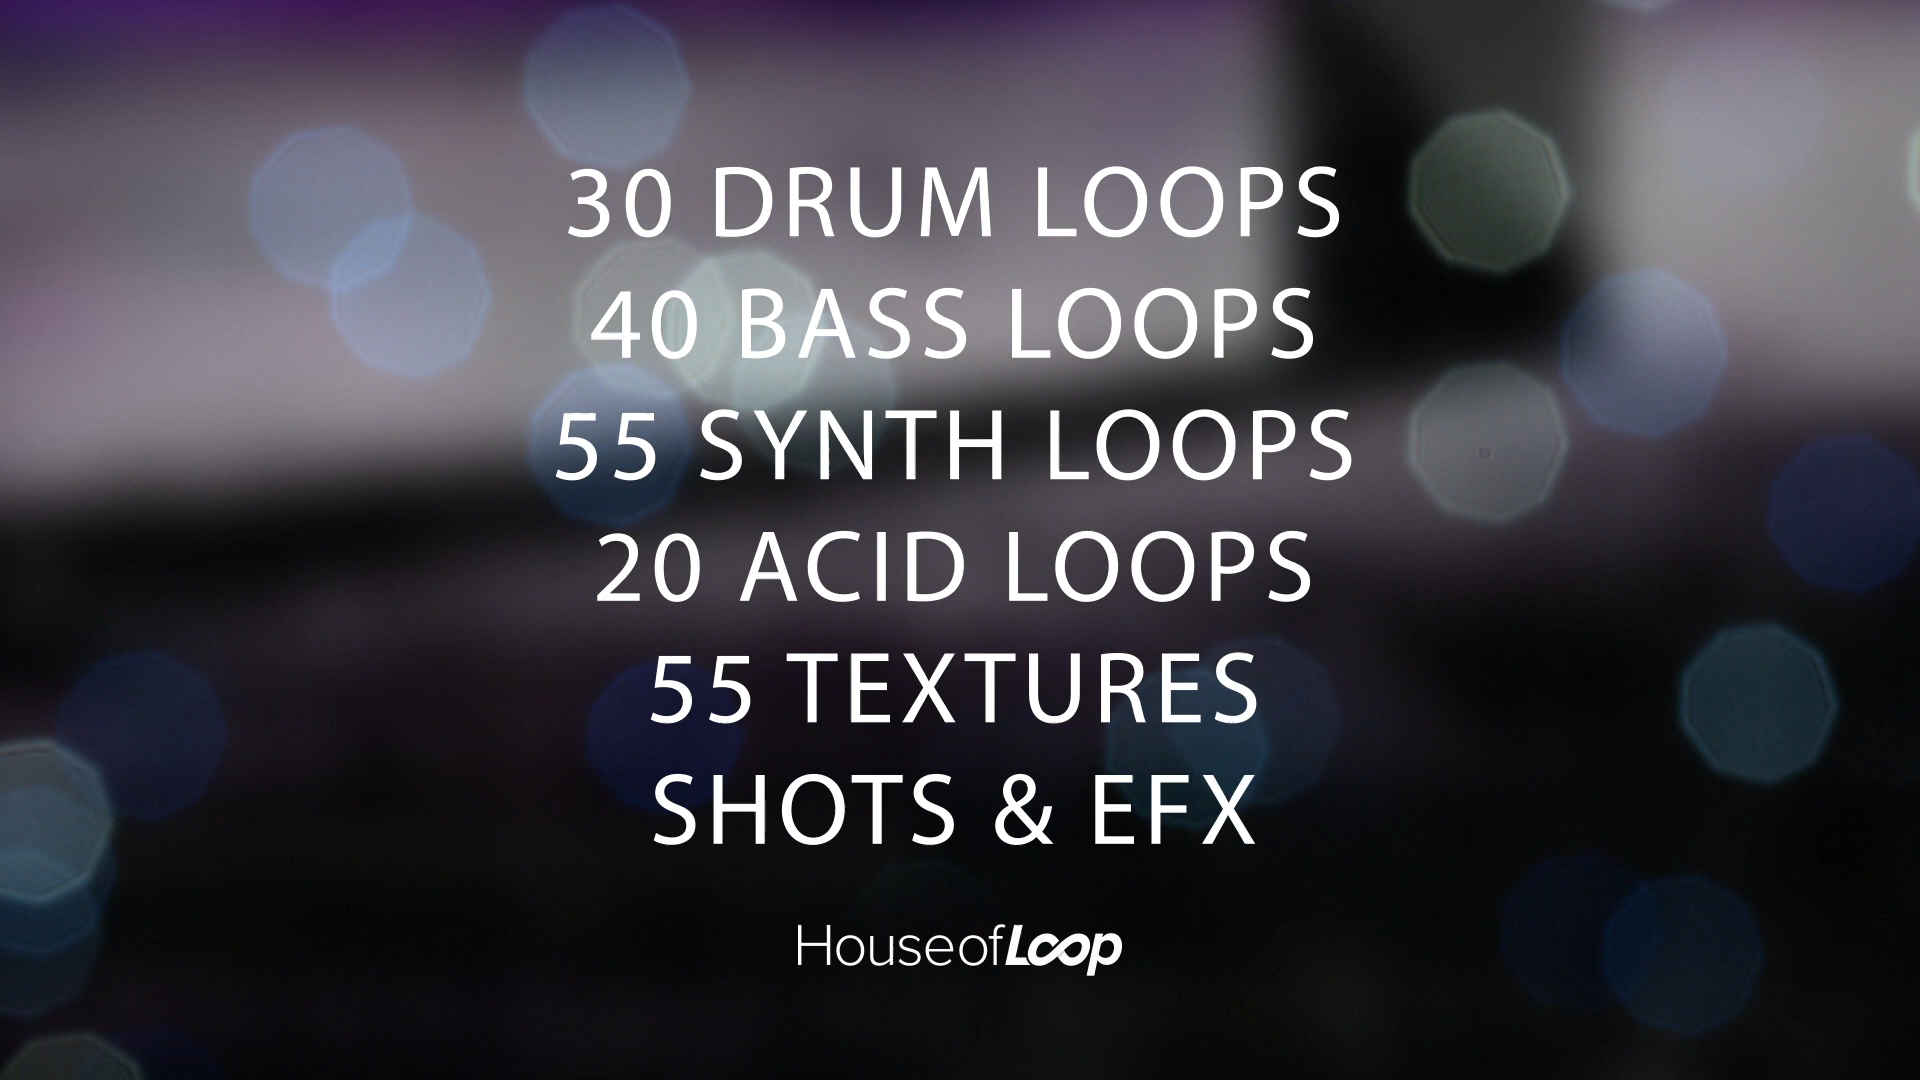 30 DRUM LOOPS
40 BASS LOOPS
55 SYNTH LOOPS
20 ACID LOOPS
55 TEXTURES
SHOTS & EFX
HouseofLoop